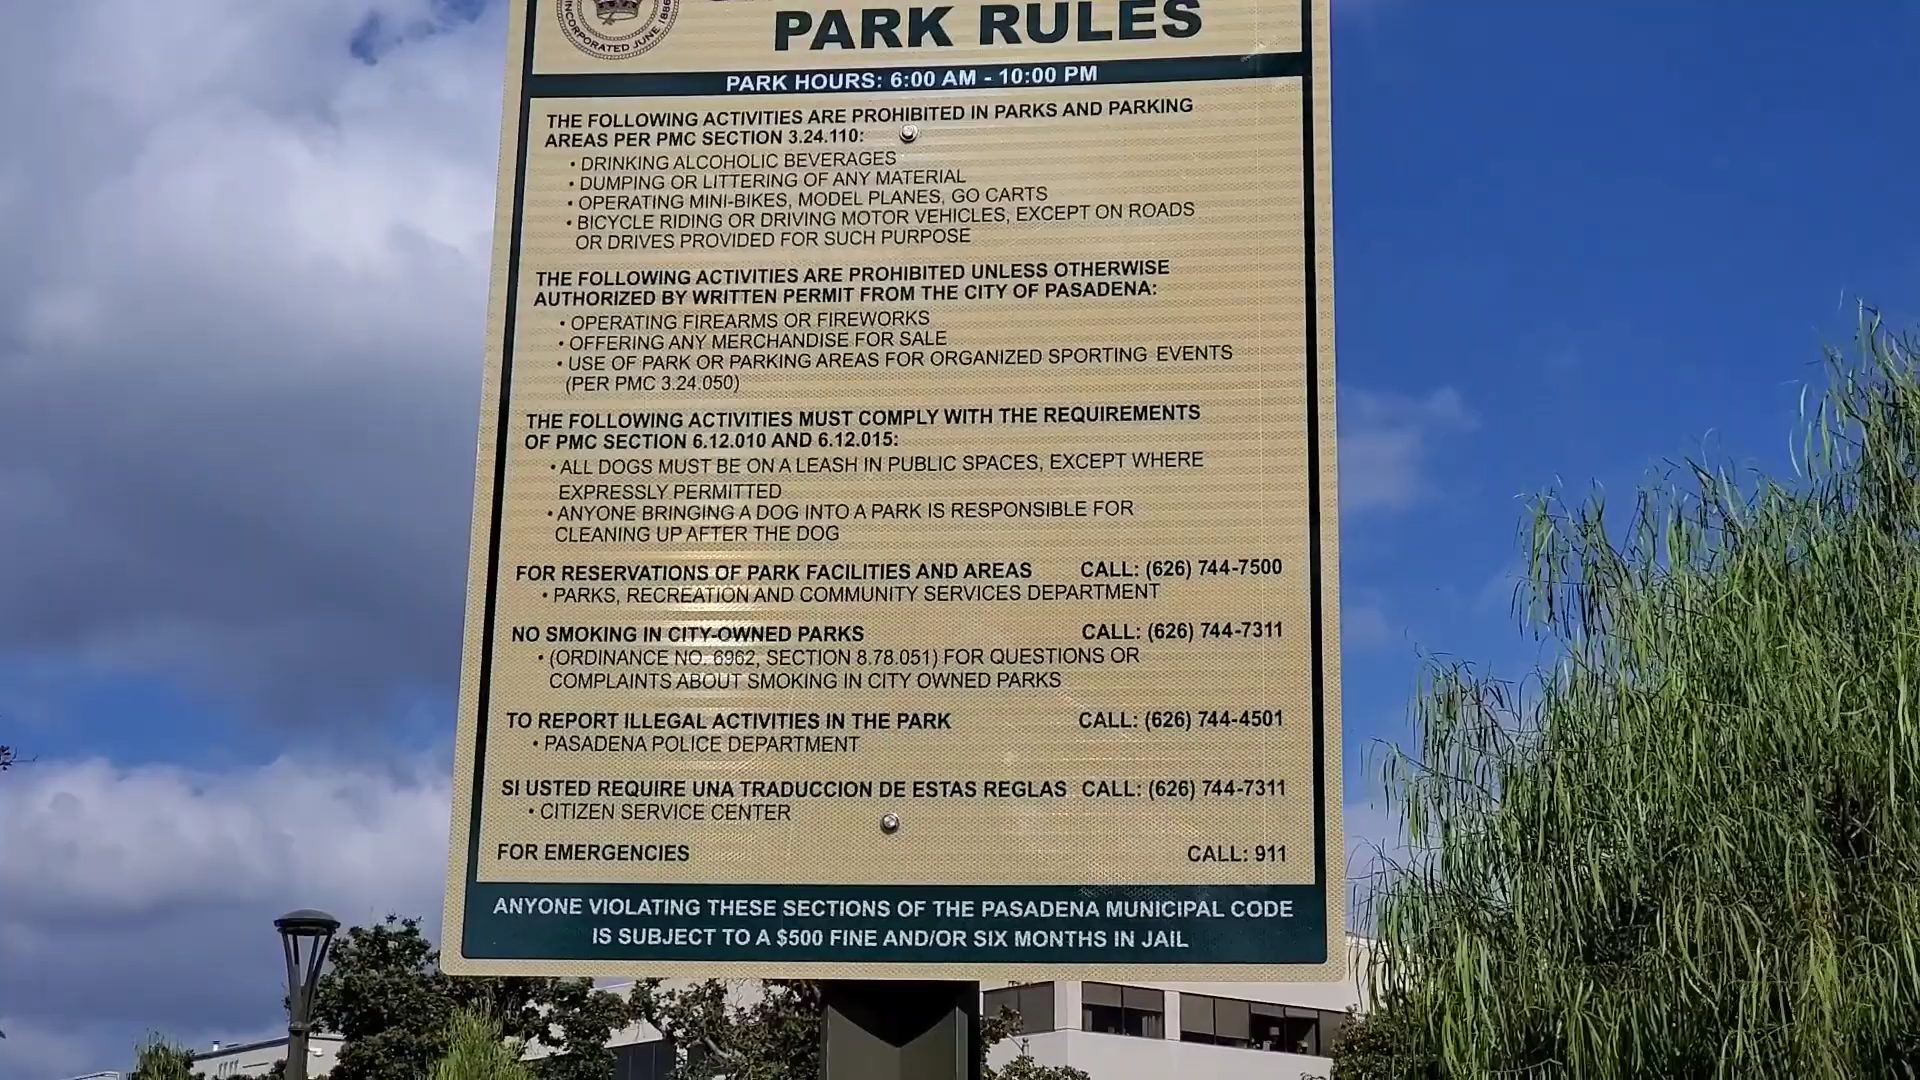 INCORPORATED JUNE 1886
PARK RULES
PARK HOURS: 6:00 AM - 10:00 PM
THE FOLLOWING ACTIVITIES ARE PROHIBITED IN PARKS AND PARKING
AREAS PER PMC SECTION 3.24.110:
• DRINKING ALCOHOLIC BEVERAGES
• DUMPING OR LITTERING OF ANY MATERIAL
• OPERATING MINI-BIKES, MODEL PLANES, GO CARTS
• BICYCLE RIDING OR DRIVING MOTOR VEHICLES, EXCEPT ON ROADS
OR DRIVES PROVIDED FOR SUCH PURPOSE
THE FOLLOWING ACTIVITIES ARE PROHIBITED UNLESS OTHERWISE
AUTHORIZED BY WRITTEN PERMIT FROM THE CITY OF PASADENA:
• OPERATING FIREARMS OR FIREWORKS
• OFFERING ANY MERCHANDISE FOR SALE
• USE OF PARK OR PARKING AREAS FOR ORGANIZED SPORTING EVENTS
(PER PMC 3.24.050)
THE FOLLOWING ACTIVITIES MUST COMPLY WITH THE REQUIREMENTS
OF PMC SECTION 6.12.010 AND 6.12.015:
• ALL DOGS MUST BE ON A LEASH IN PUBLIC SPACES, EXCEPT WHERE
EXPRESSLY PERMITTED
• ANYONE BRINGING A DOG INTO A PARK IS RESPONSIBLE FOR
CLEANING UP AFTER THE DOG
FOR RESERVATIONS OF PARK FACILITIES AND AREAS CALL: (626) 744-7500
• PARKS, RECREATION AND COMMUNITY SERVICES DEPARTMENT
NO SMOKING IN CITY-OWNED PARKS CALL: (626) 744-7311
• (ORDINANCE NO. 6962, SECTION 8.78.051) FOR QUESTIONS OR
COMPLAINTS ABOUT SMOKING IN CITY OWNED PARKS
TO REPORT ILLEGAL ACTIVITIES IN THE PARK CALL: (626) 744-4501
• PASADENA POLICE DEPARTMENT
SI USTED REQUIRE UNA TRADUCCION DE ESTAS REGLAS CALL: (626) 744-7311
• CITIZEN SERVICE CENTER
FOR EMERGENCIES CALL: 911
ANYONE VIOLATING THESE SECTIONS OF THE PASADENA MUNICIPAL CODE
IS SUBJECT TO A $500 FINE AND/OR SIX MONTHS IN JAIL